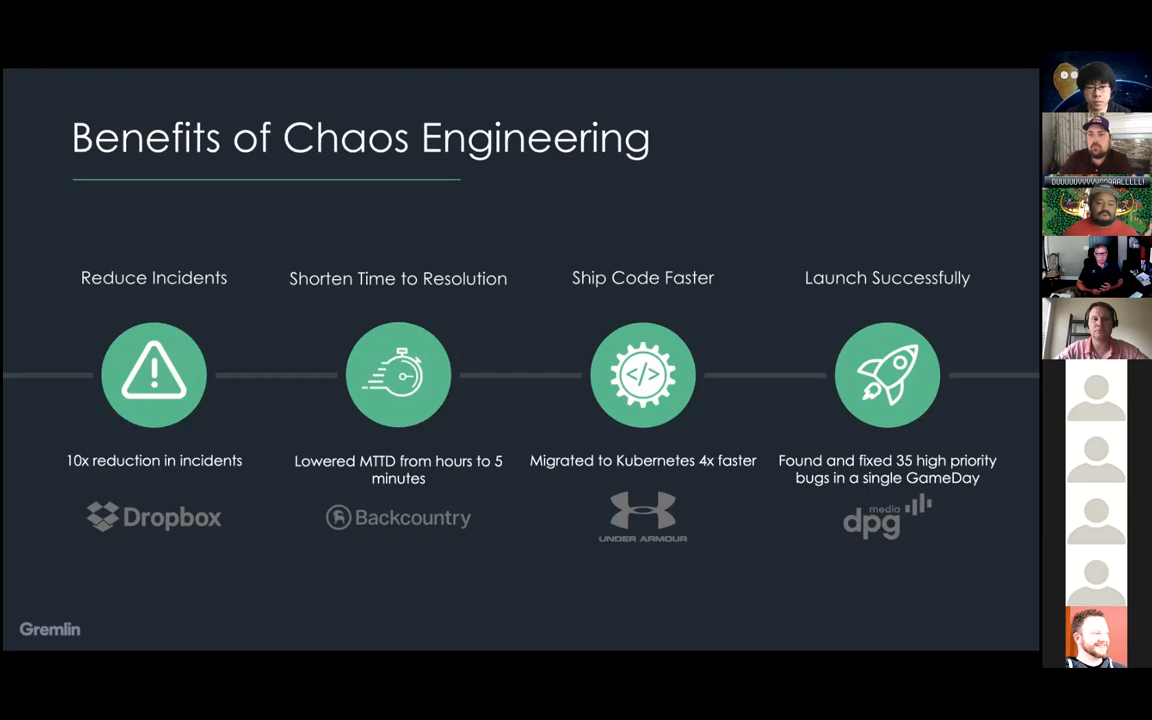 Benefits of Chaos Engineering
Reduce Incidents
Shorten Time to Resolution
Ship Code Faster
Launch Successfully
10x reduction in incidents
Lowered MTTD from hours to 5
minutes
Migrated to Kubernetes 4x faster
Found and fixed 35 high priority
bugs in a single GameDay
Dropbox
Backcountry
UNDER ARMOUR
media
dpg
Gremlin